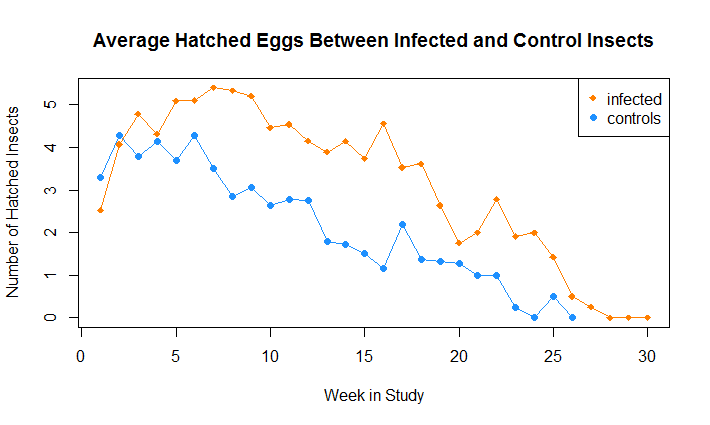 Average Hatched Eggs Between Infected and Control Insects
infected
controls
Number of Hatched Insects
5
4
3
2
1
0
0 5 10 15 20 25 30
Week in Study